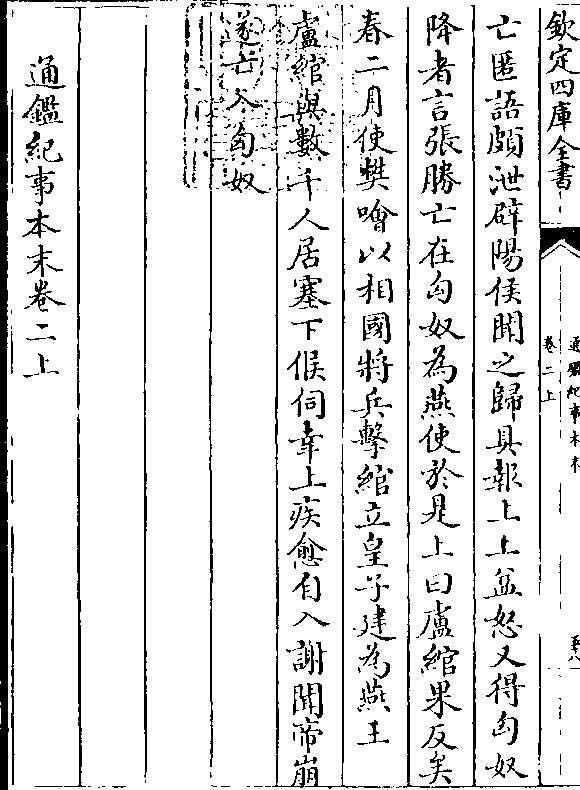 欽定四庫全書
通鑑紀事本末
卷二上
亡匿語頗泄辟陽侯聞之歸具報上上益怒又得匈奴
降者言張勝亡在匈奴為燕使於是上曰盧綰果反矣
春二月使樊噲以相國將兵擊綰立皇子建為燕王
盧綰與數千人居塞下候伺幸上疾愈自入謝聞帝崩
遂亡入匈奴
通鑑紀事本末卷二上